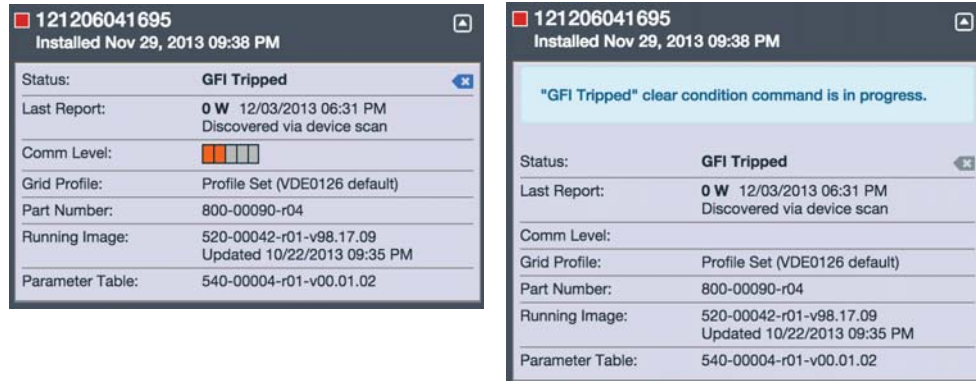 121206041695
Installed Nov 29, 2013 09:38 PM
Status: GFI Tripped
Last Report: 0 W 12/03/2013 06:31 PM
Discovered via device scan
Comm Level:
Grid Profile: Profile Set (VDE0126 default)
Part Number: 800-00090-r04
Running Image: 520-00042-r01-v98.17.09
Updated 10/22/2013 09:35 PM
Parameter Table: 540-00004-r01-v00.01.02
121206041695
Installed Nov 29, 2013 09:38 PM
"GFI Tripped" clear condition command is in progress.
Status: GFI Tripped
Last Report: 0 W 12/03/2013 06:31 PM
Discovered via device scan
Comm Level:
Grid Profile: Profile Set (VDE0126 default)
Part Number: 800-00090-r04
Running Image: 520-00042-r01-v98.17.09
Updated 10/22/2013 09:35 PM
Parameter Table: 540-00004-r01-v00.01.02